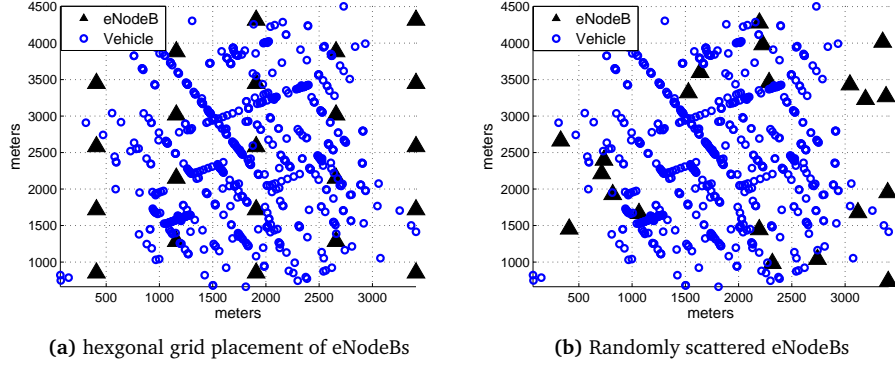 4500
4000
3500
3000
2500
2000
1500
1000
meters
eNodeB
Vehicle
500 1000 1500 2000 2500 3000
meters
(a) hexgonal grid placement of eNodeBs
4500
4000
3500
3000
2500
2000
1500
1000
meters
eNodeB
Vehicle
500 1000 1500 2000 2500 3000
meters
(b) Randomly scattered eNodeBs